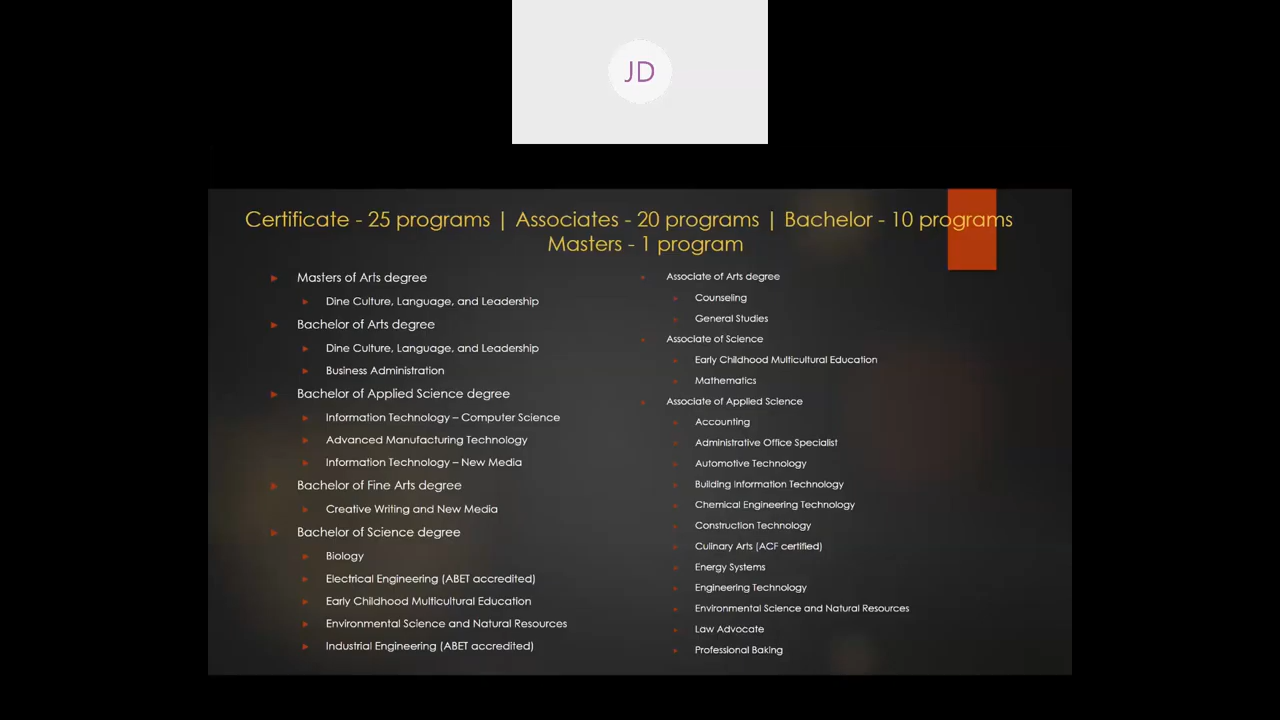 JD
Certificate - 25 programs | Associates - 20 programs | Bachelor - 10 programs
Masters - 1 program
Masters of Arts degree
Dine Culture, Language, and Leadership
Bachelor of Arts degree
Dine Culture, Language, and Leadership
Business Administration
Bachelor of Applied Science degree
Information Technology – Computer Science
Advanced Manufacturing Technology
Information Technology – New Media
Bachelor of Fine Arts degree
Creative Writing and New Media
Bachelor of Science degree
Biology
Electrical Engineering (ABET accredited)
Early Childhood Multicultural Education
Environmental Science and Natural Resources
Industrial Engineering (ABET accredited)
Associate of Arts degree
Counseling
General Studies
Associate of Science
Early Childhood Multicultural Education
Mathematics
Associate of Applied Science
Accounting
Administrative Office Specialist
Automotive Technology
Building Information Technology
Chemical Engineering Technology
Construction Technology
Culinary Arts (ACF certified)
Energy Systems
Engineering Technology
Environmental Science and Natural Resources
Law Advocate
Professional Baking